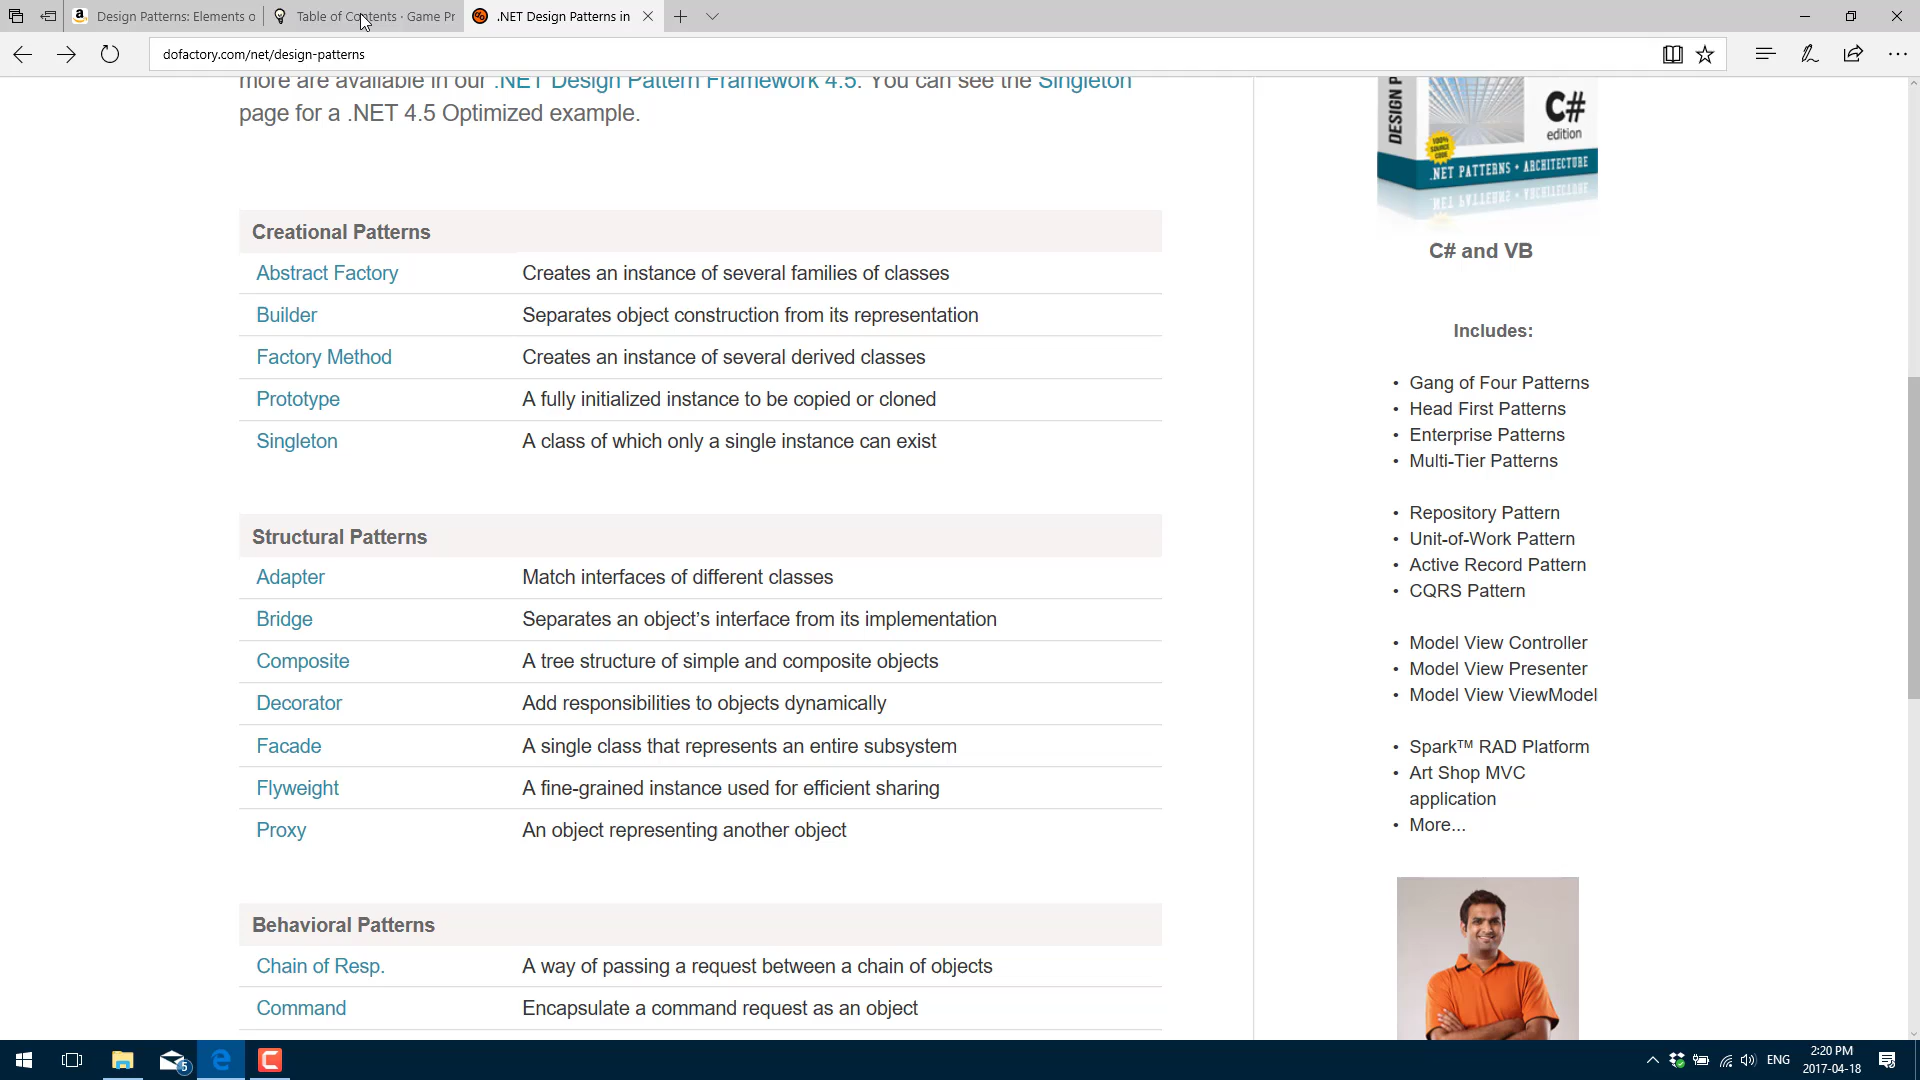 Design Patterns: Elements o
Table of Contents · Game Pr
.NET Design Patterns in
dofactory.com/net/design-patterns
more are available in our .NET Design Pattern Framework 4.5. You can see the Singleton
page for a .NET 4.5 Optimized example.
Creational Patterns
Abstract Factory Creates an instance of several families of classes
Builder Separates object construction from its representation
Factory Method Creates an instance of several derived classes
Prototype A fully initialized instance to be copied or cloned
Singleton A class of which only a single instance can exist
Structural Patterns
Adapter Match interfaces of different classes
Bridge Separates an object’s interface from its implementation
Composite A tree structure of simple and composite objects
Decorator Add responsibilities to objects dynamically
Facade A single class that represents an entire subsystem
Flyweight A fine-grained instance used for efficient sharing
Proxy An object representing another object
Behavioral Patterns
Chain of Resp. A way of passing a request between a chain of objects
Command Encapsulate a command request as an object
DESIGN P
C#
edition
100%
SOURCE
CODE
.NET PATTERNS • ARCHITECTURE
C# and VB
Includes:
• Gang of Four Patterns
• Head First Patterns
• Enterprise Patterns
• Multi-Tier Patterns
• Repository Pattern
• Unit-of-Work Pattern
• Active Record Pattern
• CQRS Pattern
• Model View Controller
• Model View Presenter
• Model View ViewModel
• Spark™ RAD Platform
• Art Shop MVC
application
• More...
5
ENG
2:20 PM
2017-04-18